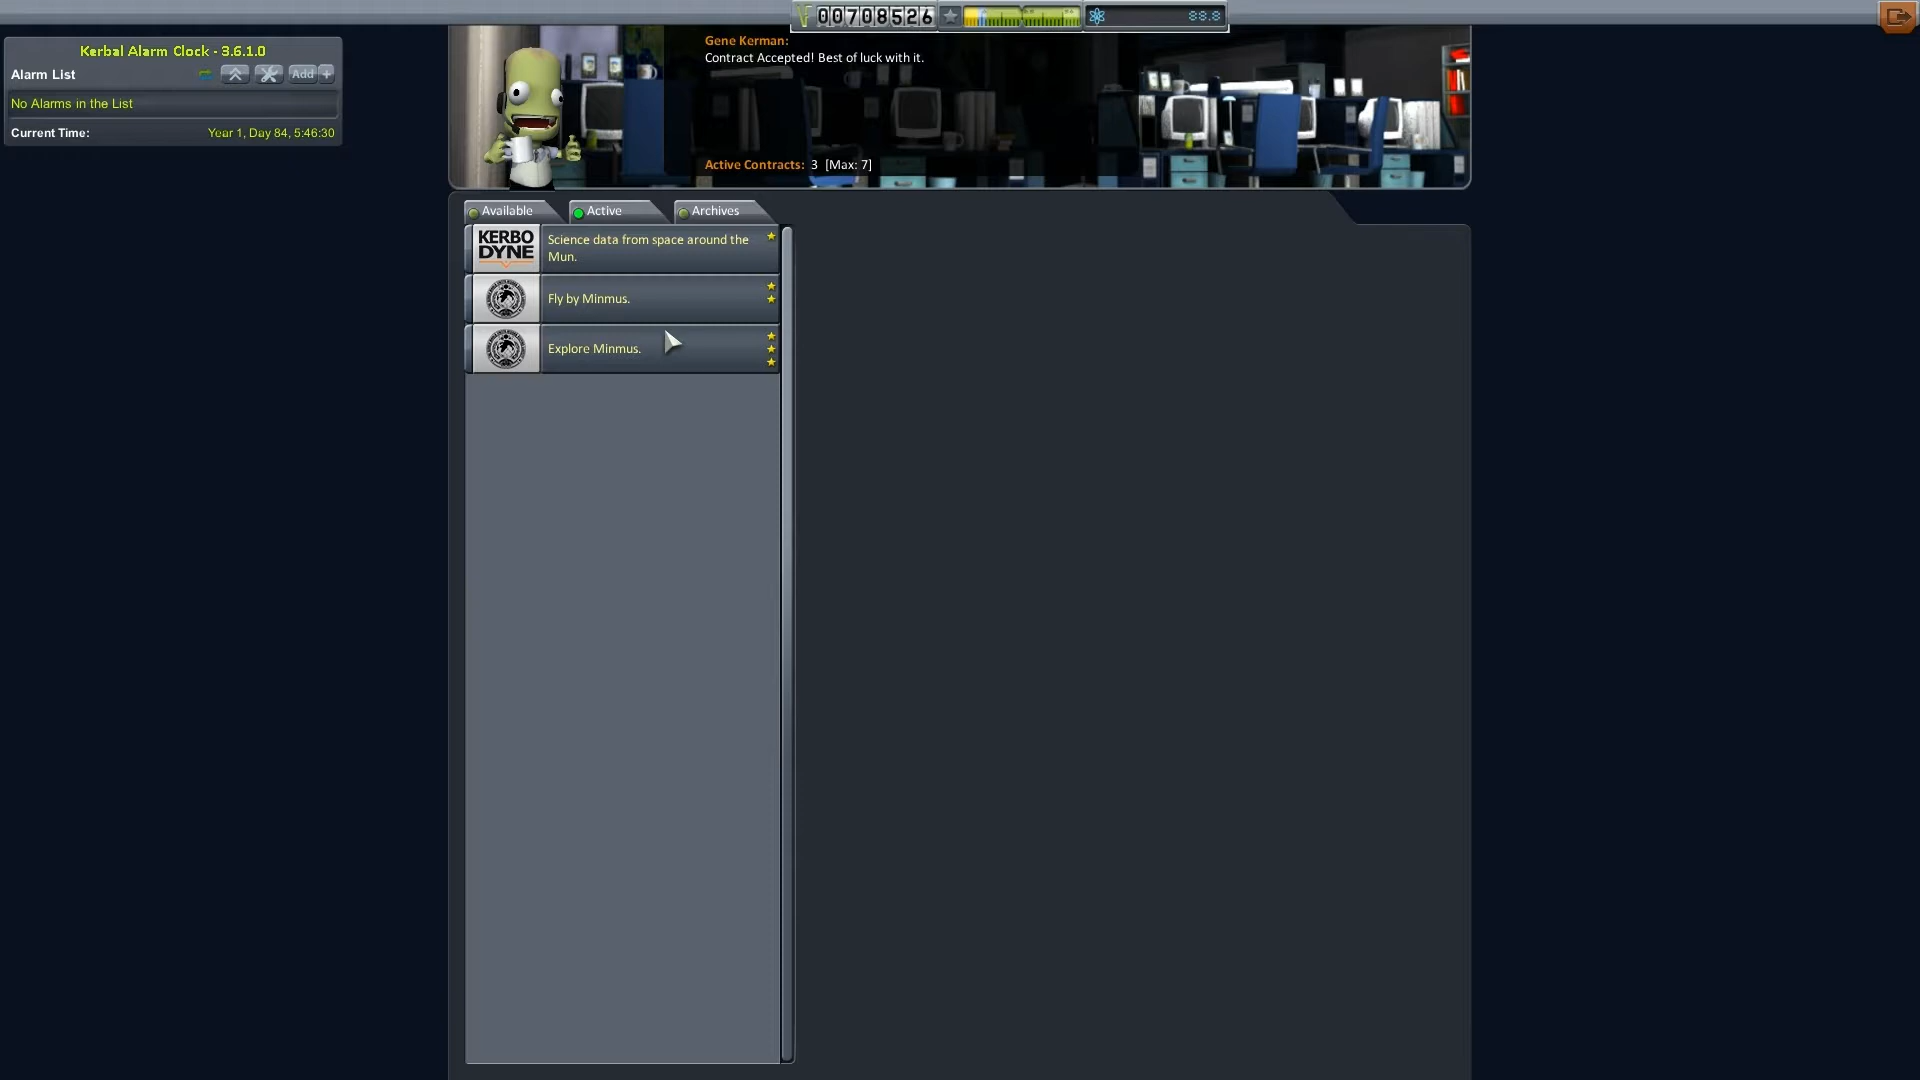 00708526
88.8
Kerbal Alarm Clock - 3.6.1.0
Alarm List
Add +
No Alarms in the List
Current Time: Year 1, Day 84, 5:46:30
Gene Kerman:
Contract Accepted! Best of luck with it.
Active Contracts: 3 [Max: 7]
Available Active Archives
KERBO
DYNE
Science data from space around the
Mun.
Fly by Minmus.
Explore Minmus.